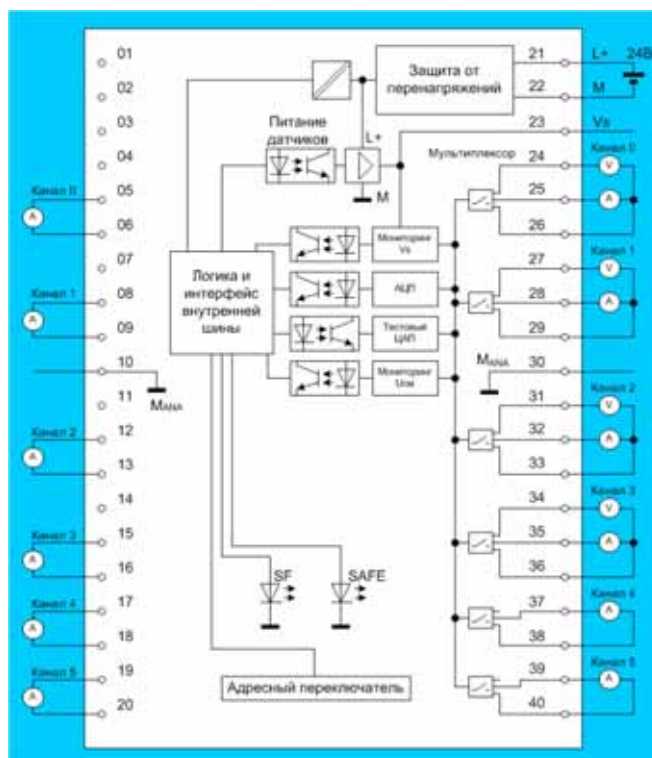 01
02
03
04
Канал 0
05
06
07
Канал 1
08
09
10
MANA
11
Канал 2
12
13
14
Канал 3
15
16
Канал 4
17
18
Канал 5
19
20
A
A
A
A
A
A
Защита от
перенапряжений
Питание
датчиков
L+
M
Мультиплексор
Логика и
интерфейс
внутренней
шины
Мониторинг
Vs
АЦП
Тестовый
ЦАП
Мониторинг
SF
SAFE
Адресный переключатель
21
L+
24В
22
M
23
Vs
Канал 0
24
V
25
A
26
Канал 1
27
V
28
A
29
MANA
30
Канал 2
31
V
32
A
33
Канал 3
34
V
35
A
36
Канал 4
37
A
38
Канал 5
39
A
40